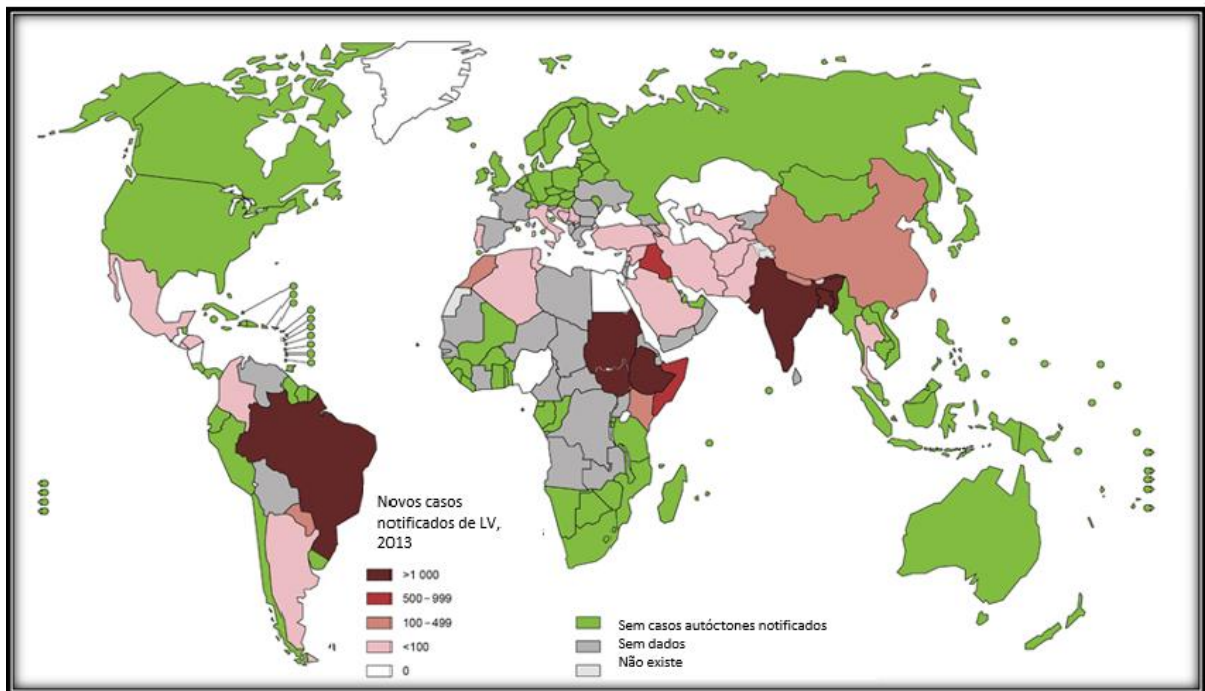 Novos casos
notificados de LV,
2013
>1 000
500 – 999
100 – 499
<100
0
Sem casos autóctones notificados
Sem dados
Não existe